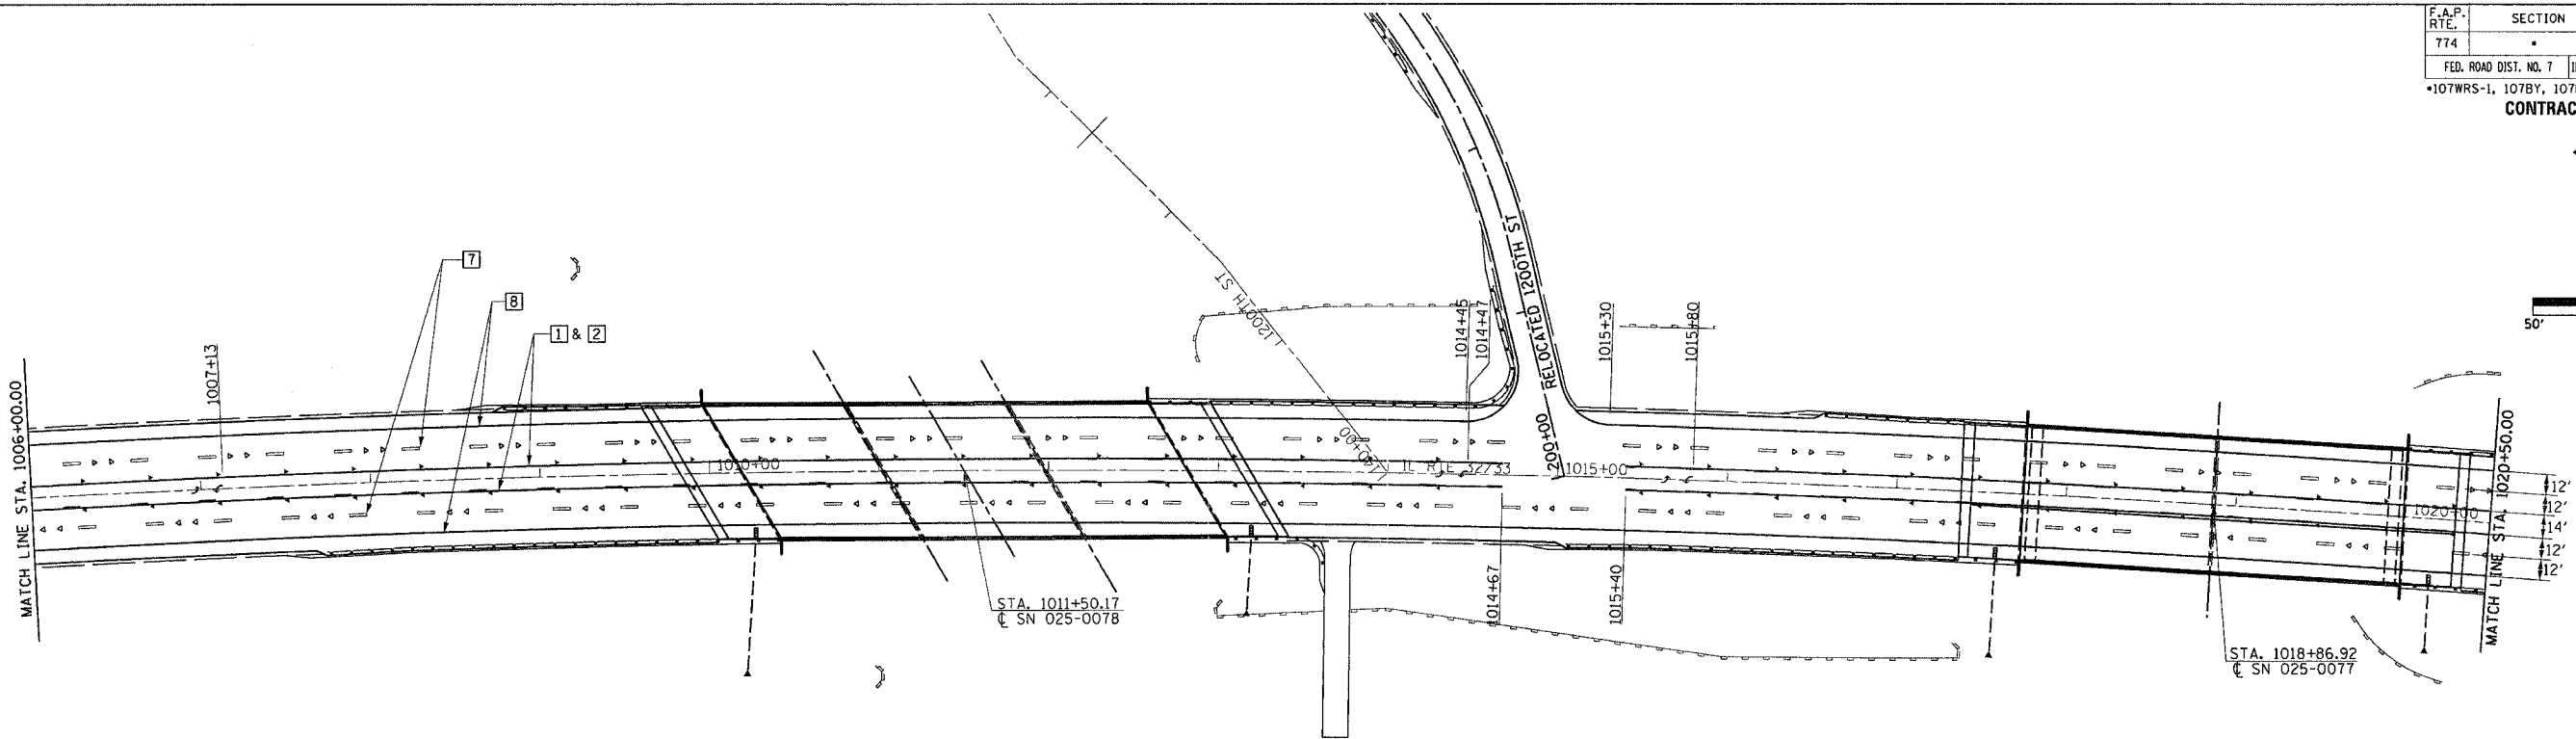 F.A.P. RTE.
SECTION
774
•
FED. ROAD DIST. NO. 7
•107WRS-1, 107BY,
CONTRAC
50'
7
8
1 & 2
MATCH LINE STA. 1006+00.00
1007+13
1010+00
1200TH ST
140+00
IL RTE 32/33
1014+45
1014+47
RELOCATED 1200TH ST
200+00
1015+00
1015+30
1015+80
1020+00
MATCH LINE STA. 1020+50.00
12'
12'
14'
12'
12'
STA. 1011+50.17
℄ SN 025-0078
1014+67
1015+40
STA. 1018+86.92
℄ SN 025-0077